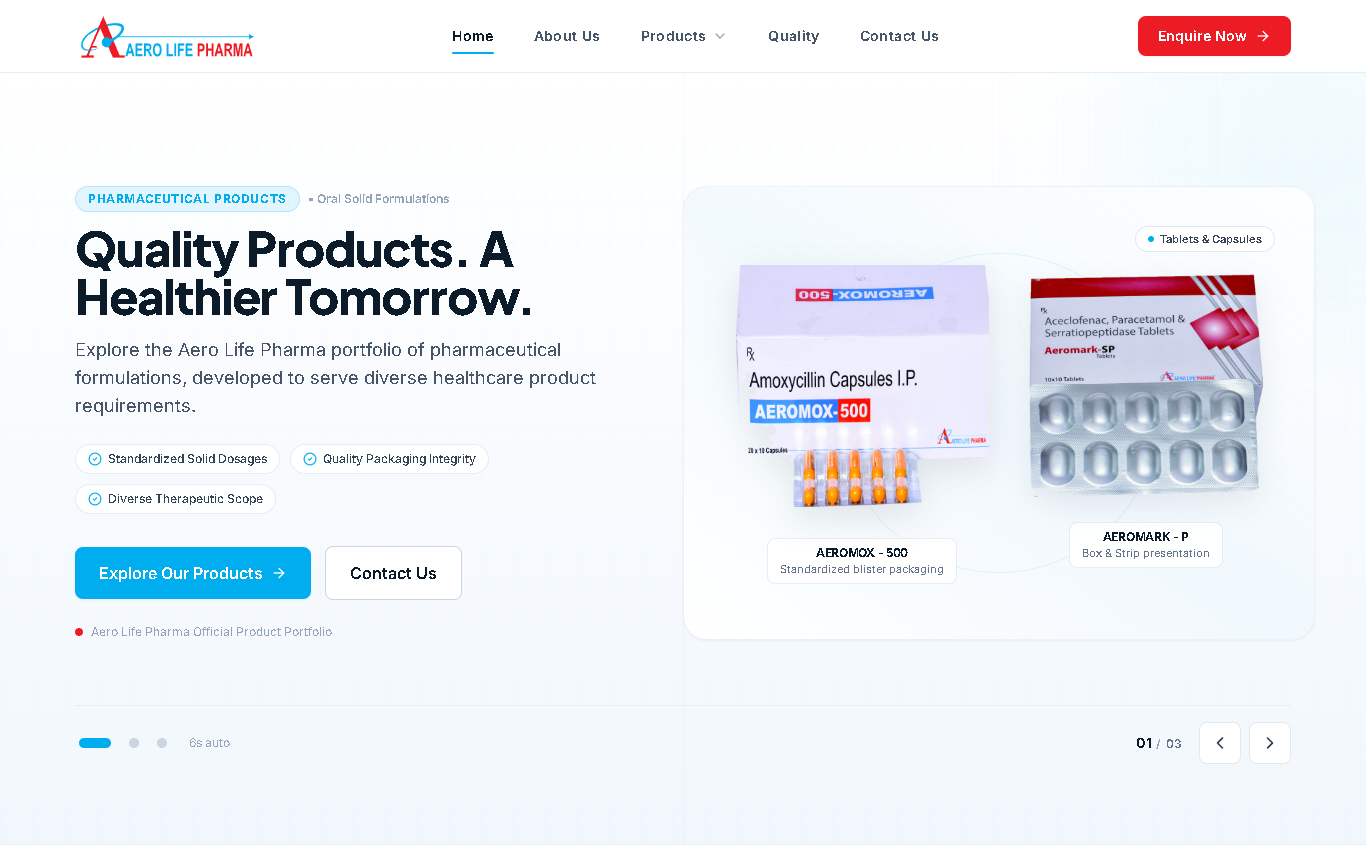 AERO LIFE PHARMA
Home
About Us
Products
Quality
Contact Us
Enquire Now
PHARMACEUTICAL PRODUCTS
• Oral Solid Formulations
Quality Products. A
Healthier Tomorrow.
Explore the Aero Life Pharma portfolio of pharmaceutical
formulations, developed to serve diverse healthcare product
requirements.
Standardized Solid Dosages
Quality Packaging Integrity
Diverse Therapeutic Scope
Explore Our Products
Contact Us
Aero Life Pharma Official Product Portfolio
Tablets & Capsules
AEROMOX-500
Rx
Amoxycillin Capsules I.P.
AEROMOX-500
AERO LIFE PHARMA
20 x 10 Capsules
AEROMOX - 500
Standardized blister packaging
Rx
Aceclofenac, Paracetamol &
Serratiopeptidase Tablets
Aeromark-SP
Tablets
10x10 Tablets
AERO LIFE PHARMA
AEROMARK - P
Box & Strip presentation
6s auto
01 / 03